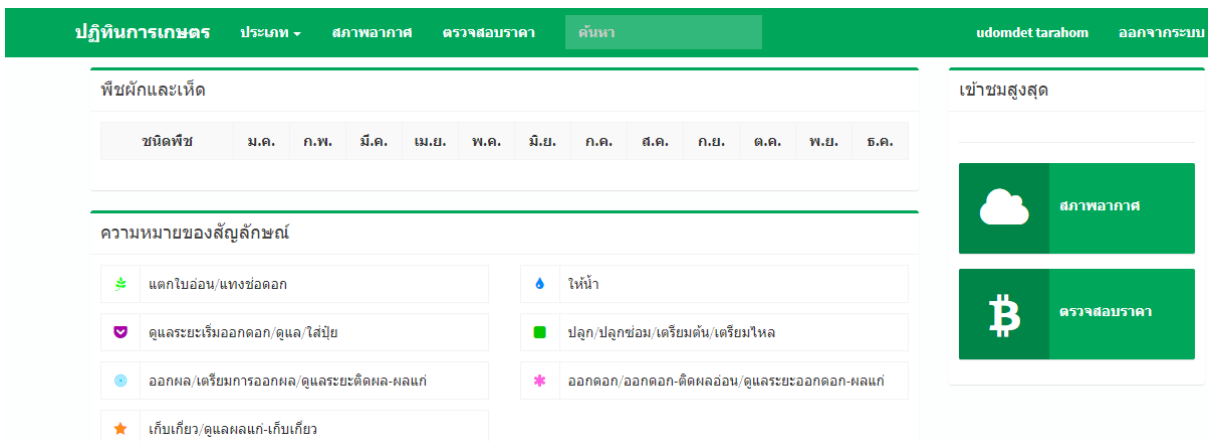 ปฏิทินการเกษตร ประเภท สภาพอากาศ ตรวจสอบราคา ค้นหา udomdet tarahom ออกจากระบบ
พืชผักและเห็ด
ชนิดพืช ม.ค. ก.พ. มี.ค. เม.ย. พ.ค. มิ.ย. ก.ค. ส.ค. ก.ย. ต.ค. พ.ย. ธ.ค.
ความหมายของสัญลักษณ์
แตกใบอ่อน/แทงช่อดอก
ให้น้ำ
ดูแลระยะเริ่มออกดอก/ดูแล/ใส่ปุ๋ย
ปลูก/ปลูกซ่อม/เตรียมต้น/เตรียมไหล
ออกผล/เตรียมการออกผล/ดูแลระยะติดผล-ผลแก่
ออกดอก/ออกดอก-ติดผลอ่อน/ดูแลระยะออกดอก-ผลแก่
เก็บเกี่ยว/ดูแลผลแก่-เก็บเกี่ยว
เข้าชมสูงสุด
สภาพอากาศ
ตรวจสอบราคา